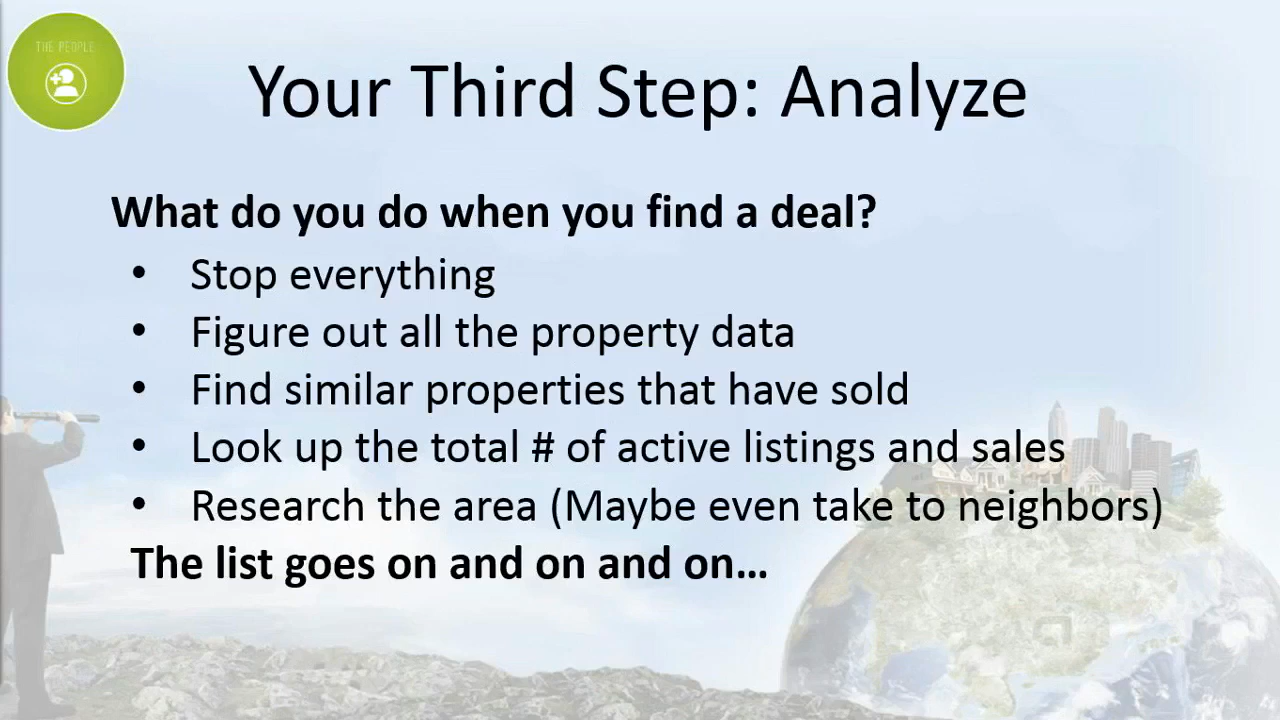 THE PEOPLE
Your Third Step: Analyze
What do you do when you find a deal?
• Stop everything
• Figure out all the property data
• Find similar properties that have sold
• Look up the total # of active listings and sales
• Research the area (Maybe even take to neighbors)
The list goes on and on and on...